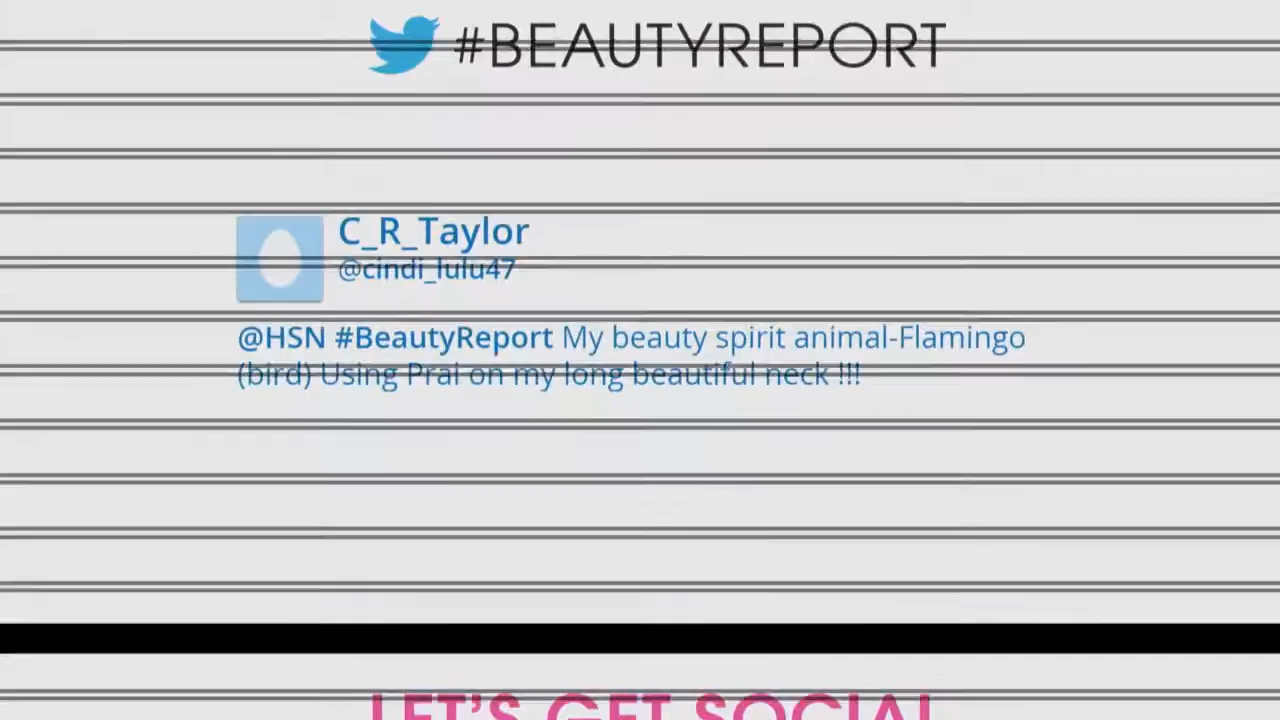 #BEAUTYREPORT
C_R_Taylor
@cindi_lulu47
@HSN #BeautyReport My beauty spirit animal-Flamingo
(bird) Using Prai on my long beautiful neck !!!
LET'S GET SOCIAL